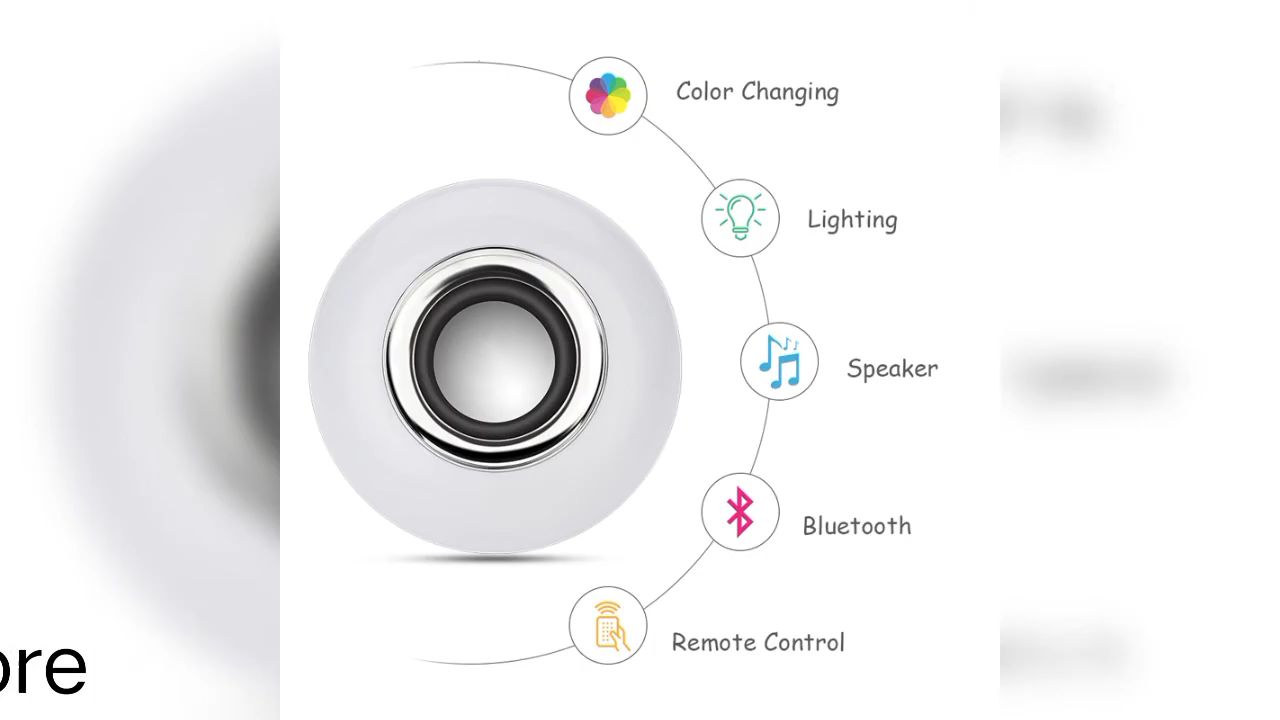 Color Changing
Lighting
Speaker
Bluetooth
Remote Control
ore